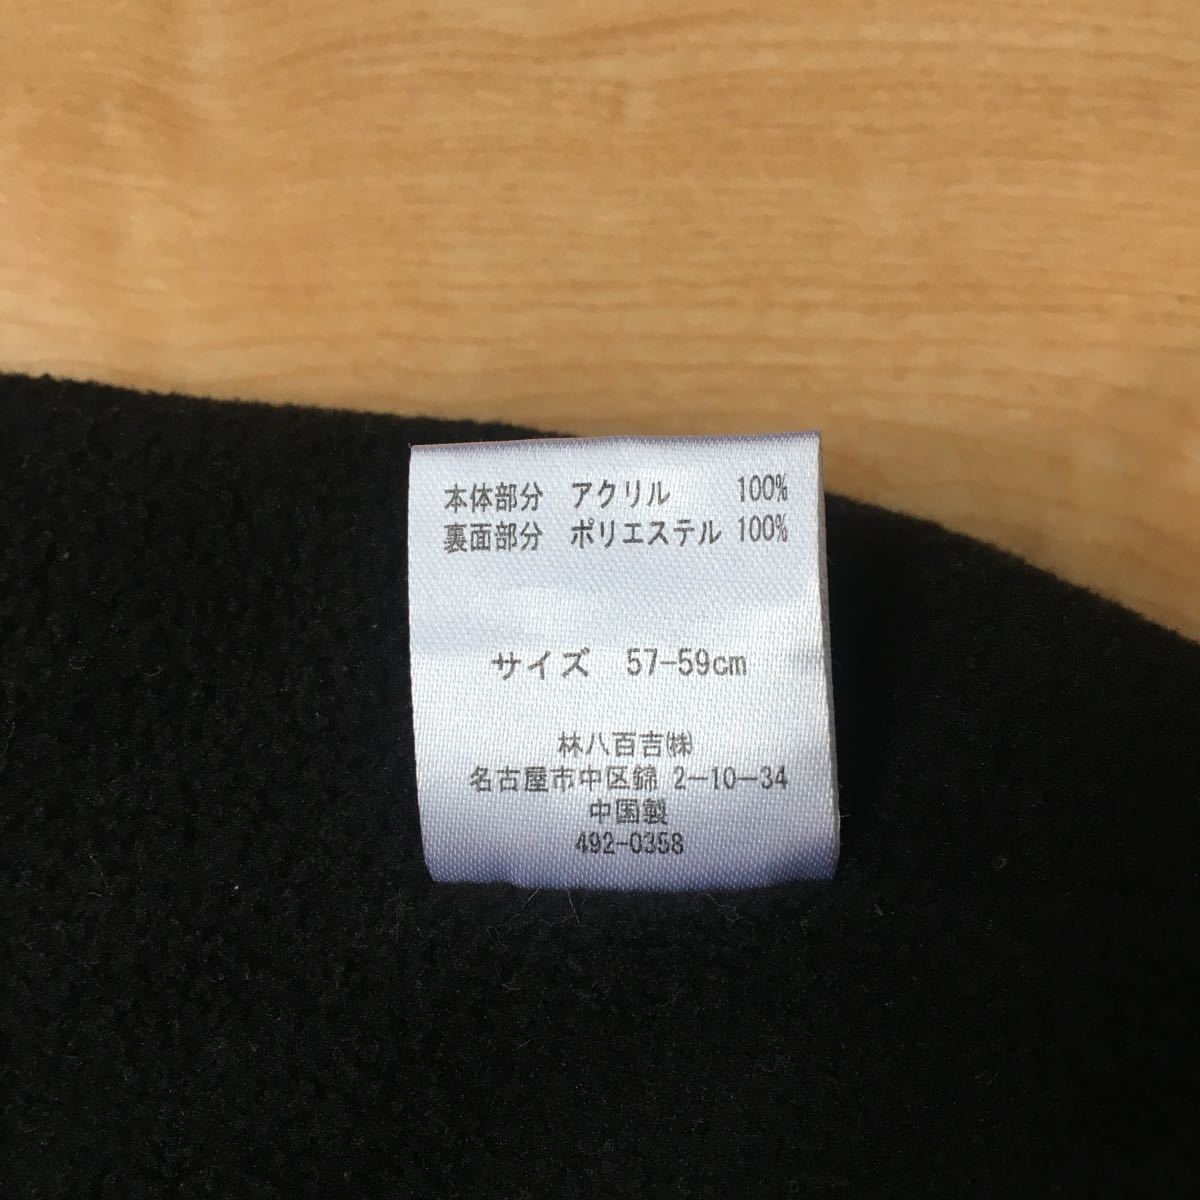 本体部分 アクリル 100%
裏面部分 ポリエステル 100%
サイズ 57-59cm
林八百吉㈱
名古屋市中区錦 2-10-34
中国製
492-0358